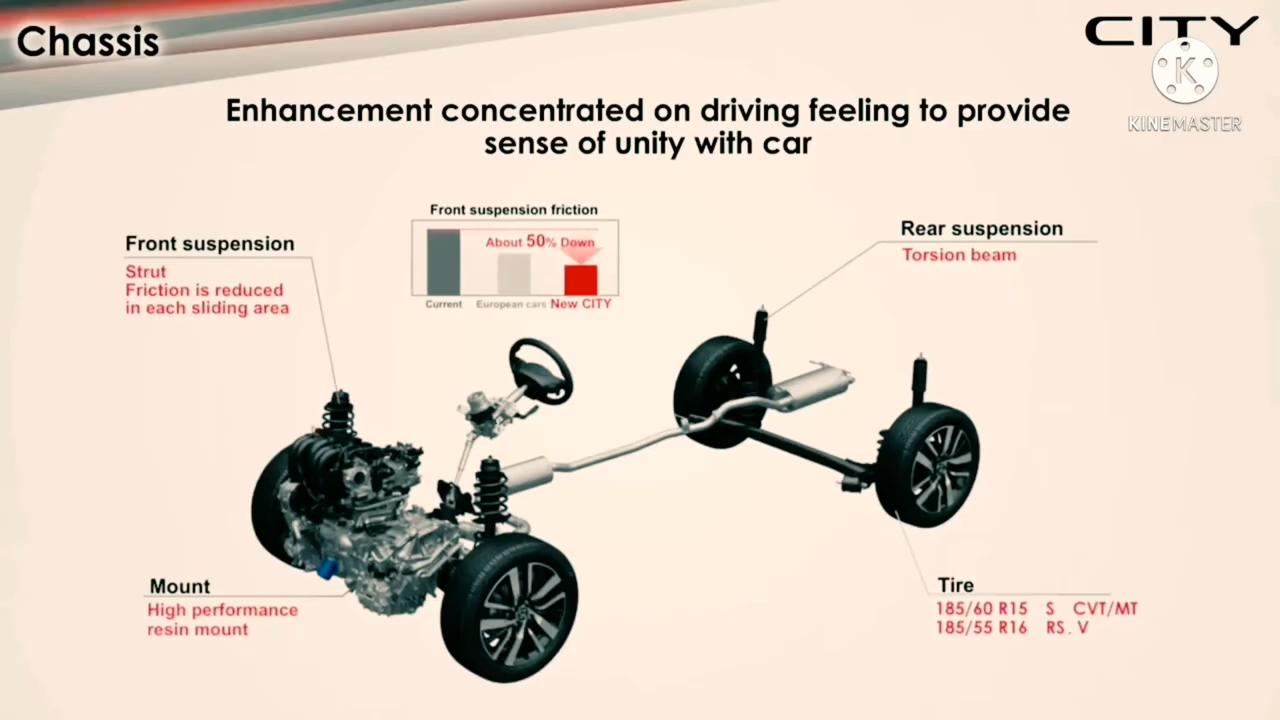 Chassis
CITY
K
KINEMASTER
Enhancement concentrated on driving feeling to provide
sense of unity with car
Front suspension friction
About 50% Down
Current European cars New CITY
Front suspension
Strut
Friction is reduced
in each sliding area
Rear suspension
Torsion beam
Mount
High performance
resin mount
Tire
185/60 R15 S CVT/MT
185/55 R16 RS. V